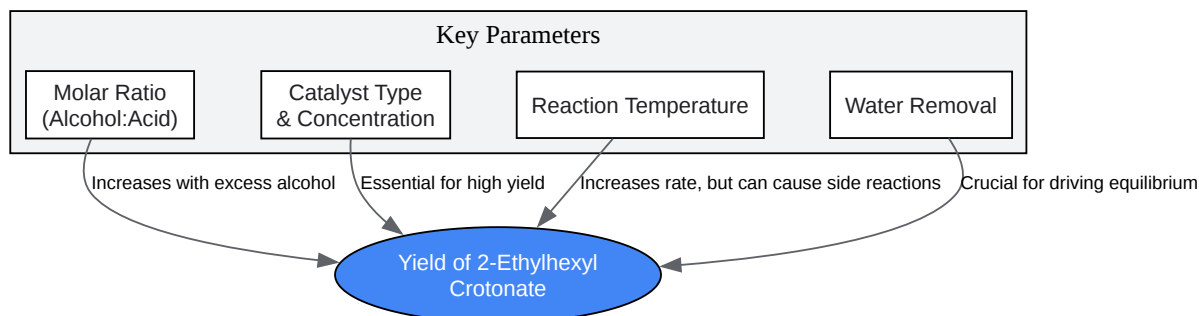 Key Parameters
Molar Ratio
(Alcohol:Acid)
Catalyst Type
& Concentration
Reaction Temperature
Water Removal
Increases with excess alcohol
Essential for high yield
Increases rate, but can cause side reactions
Crucial for driving equilibrium
Yield of 2-Ethylhexyl
Crotonate